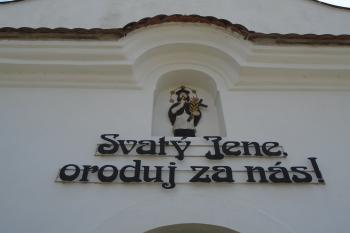 Svatý Jene,
oroduj za nás!